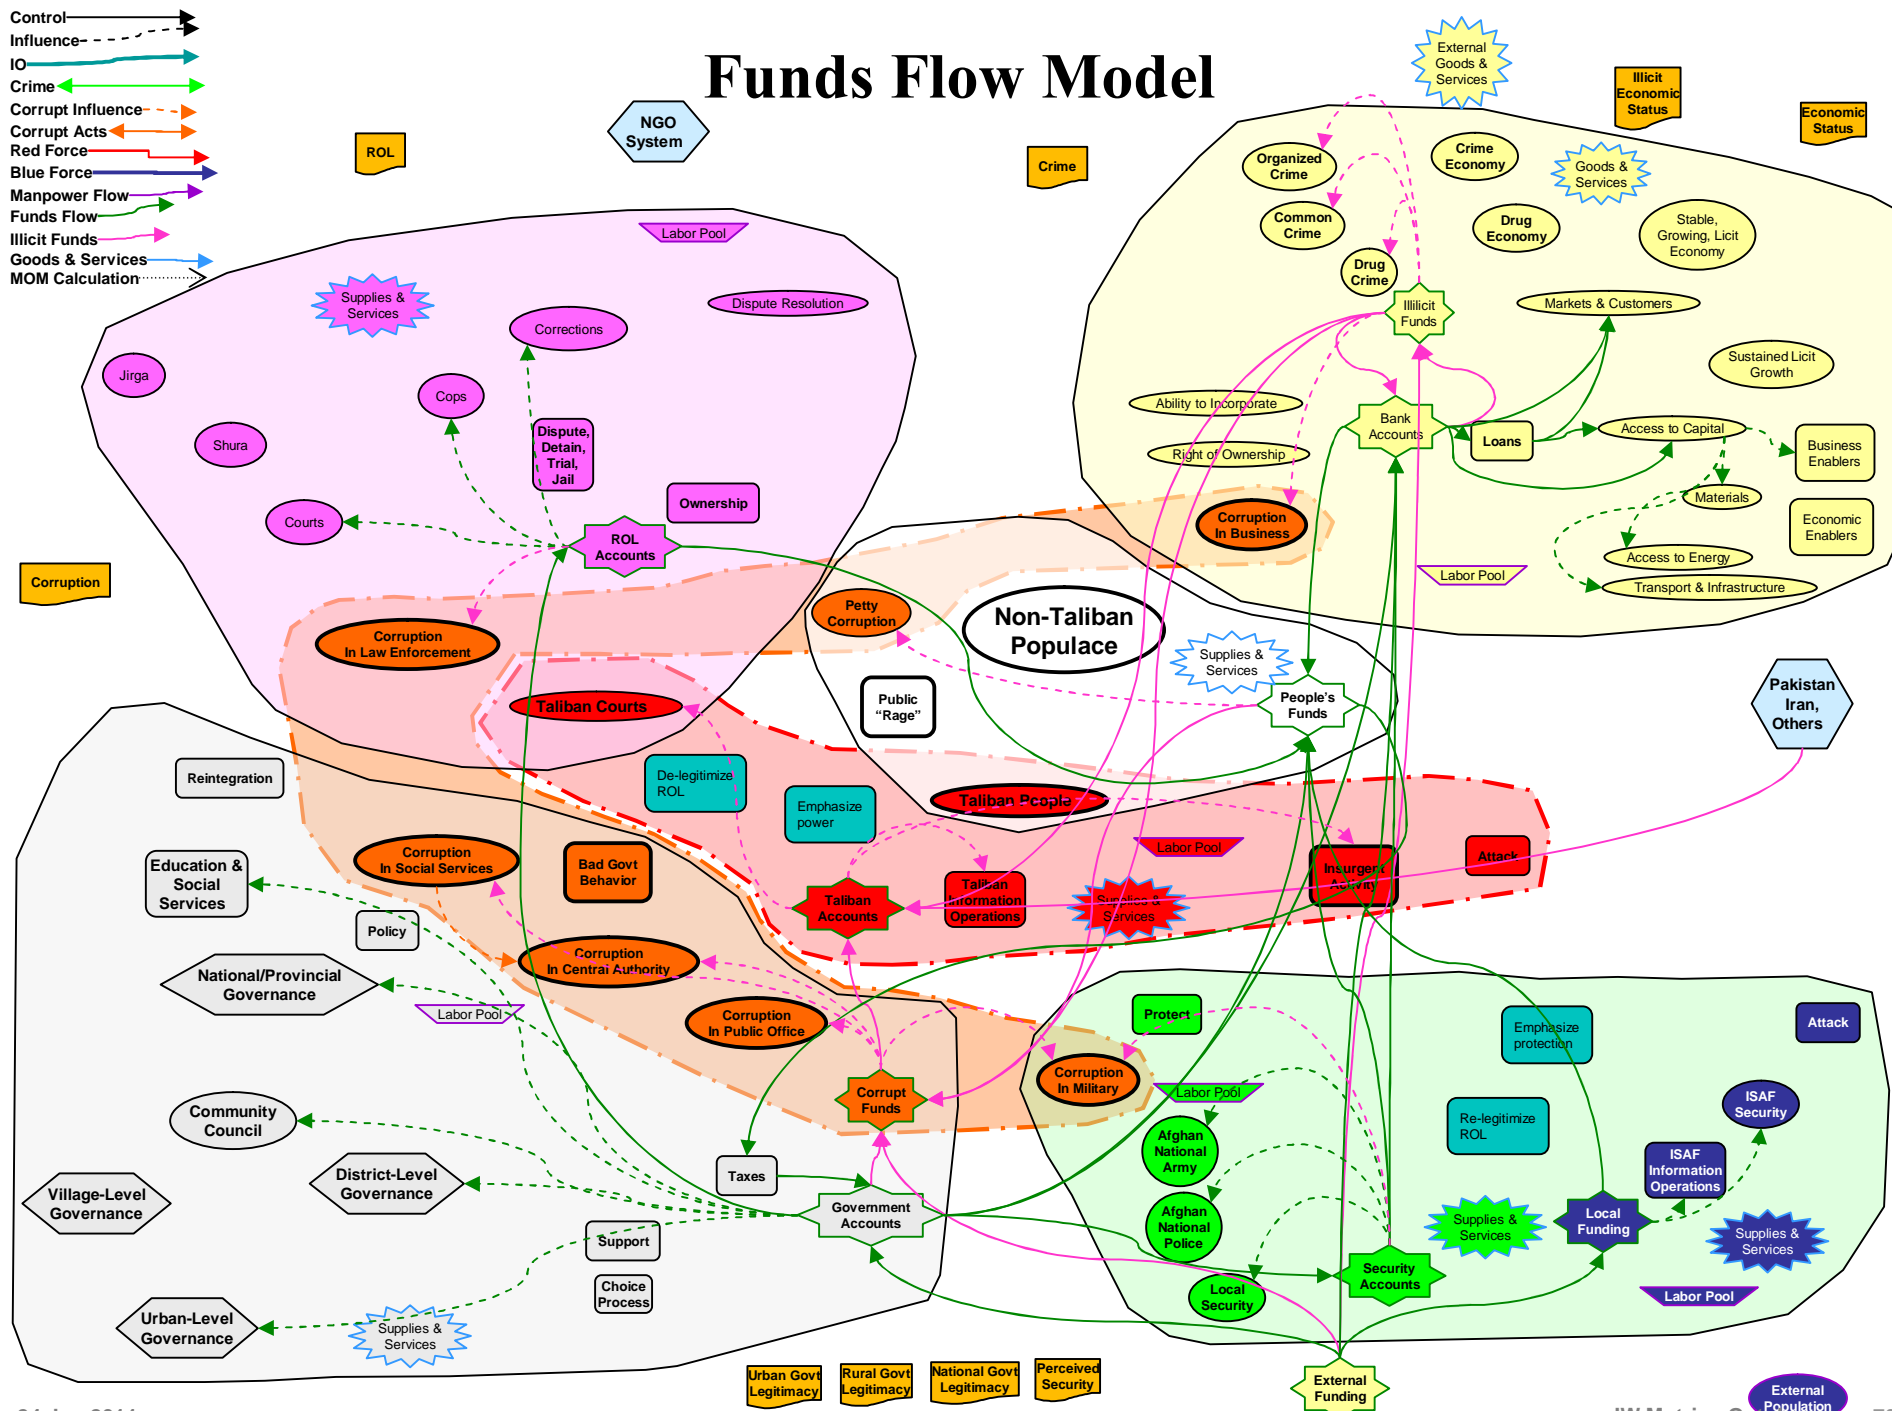 Funds Flow Model
Control
Influence
IO
Crime
Corrupt Influence
Corrupt Acts
Red Force
Blue Force
Manpower Flow
Funds Flow
Illicit Funds
Goods & Services
MOM Calculation
ROL
NGO
System
Crime
External
Goods &
Services
Illicit
Economic
Status
Economic
Status
Corruption
Labor Pool
Supplies &
Services
Dispute Resolution
Corrections
Jirga
Cops
Shura
Dispute,
Detain,
Trial,
Jail
Ownership
Courts
ROL
Accounts
Corruption
In Law Enforcement
Taliban Courts
Organized
Crime
Crime
Economy
Goods &
Services
Common
Crime
Drug
Economy
Stable,
Growing, Licit
Economy
Drug
Crime
Illilicit
Funds
Markets & Customers
Sustained Licit
Growth
Ability to Incorporate
Bank
Accounts
Loans
Access to Capital
Business
Enablers
Right of Ownership
Materials
Corruption
In Business
Economic
Enablers
Access to Energy
Labor Pool
Transport & Infrastructure
Petty
Corruption
Non-Taliban
Populace
Supplies &
Services
Public
“Rage”
People’s
Funds
Pakistan
Iran,
Others
De-legitimize
ROL
Emphasize
power
Taliban People
Labor Pool
Attack
Insurgent
Activity
Taliban
Accounts
Taliban
Information
Operations
Supplies &
Services
Reintegration
Education &
Social
Services
Corruption
In Social Services
Bad Govt
Behavior
Policy
Corruption
In Central Authority
National/Provincial
Governance
Labor Pool
Corruption
In Public Office
Corrupt
Funds
Community
Council
Village-Level
Governance
District-Level
Governance
Taxes
Government
Accounts
Support
Choice
Process
Urban-Level
Governance
Supplies &
Services
Protect
Corruption
In Military
Labor Pool
Emphasize
protection
Attack
Afghan
National
Army
Re-legitimize
ROL
ISAF
Security
ISAF
Information
Operations
Afghan
National
Police
Supplies &
Services
Local
Funding
Supplies &
Services
Security
Accounts
Local
Security
Labor Pool
Urban Govt
Legitimacy
Rural Govt
Legitimacy
National Govt
Legitimacy
Perceived
Security
External
Funding
External
Population